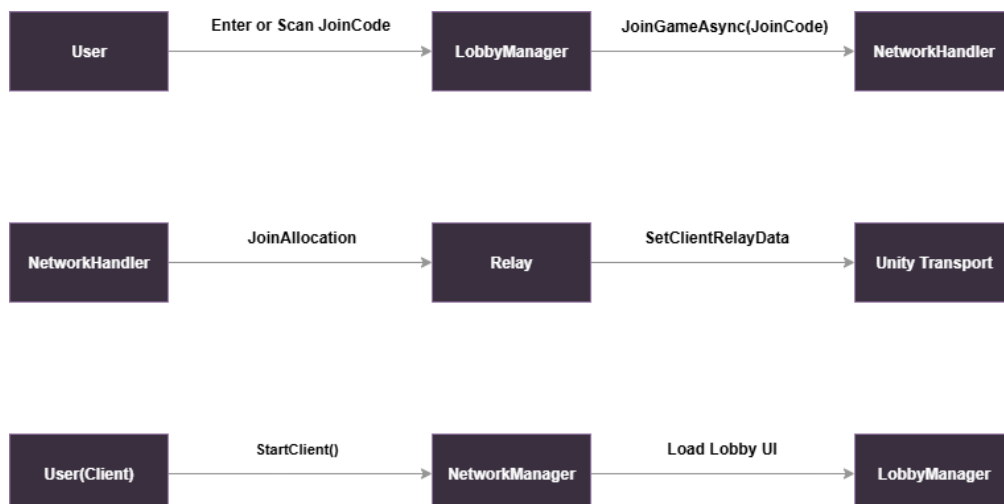 Enter or Scan JoinCode
JoinGameAsync(JoinCode)
User
LobbyManager
NetworkHandler
JoinAllocation
SetClientRelayData
NetworkHandler
Relay
Unity Transport
StartClient()
Load Lobby UI
User(Client)
NetworkManager
LobbyManager